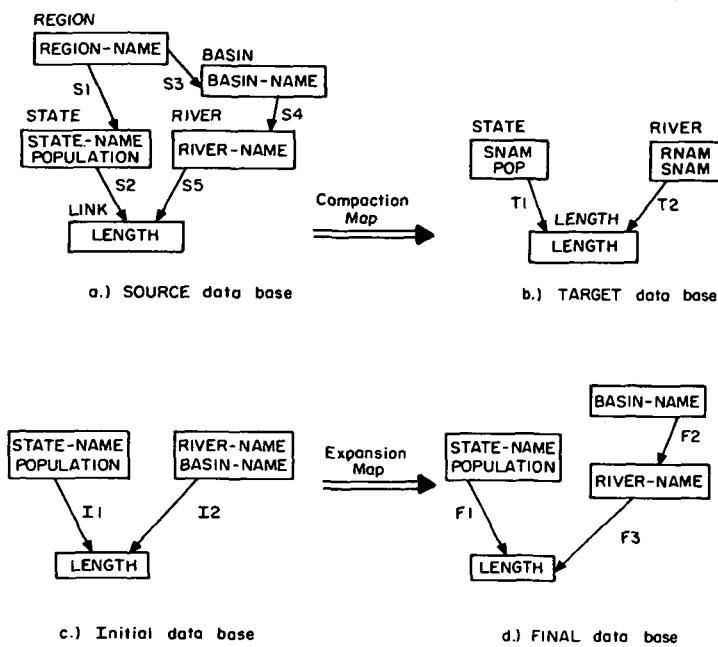 REGION
REGION-NAME
BASIN
BASIN-NAME
S1
S3
S4
STATE
STATE-NAME
POPULATION
RIVER
RIVER-NAME
S2
S5
LINK
LENGTH
a.) SOURCE data base
Compaction
Map
STATE
SNAM
POP
RIVER
RNAM
SNAM
T1
T2
LENGTH
LENGTH
b.) TARGET data base
STATE-NAME
POPULATION
RIVER-NAME
BASIN-NAME
I1
I2
LENGTH
c.) Initial data base
Expansion
Map
BASIN-NAME
F2
STATE-NAME
POPULATION
RIVER-NAME
F1
F3
LENGTH
d.) FINAL data base